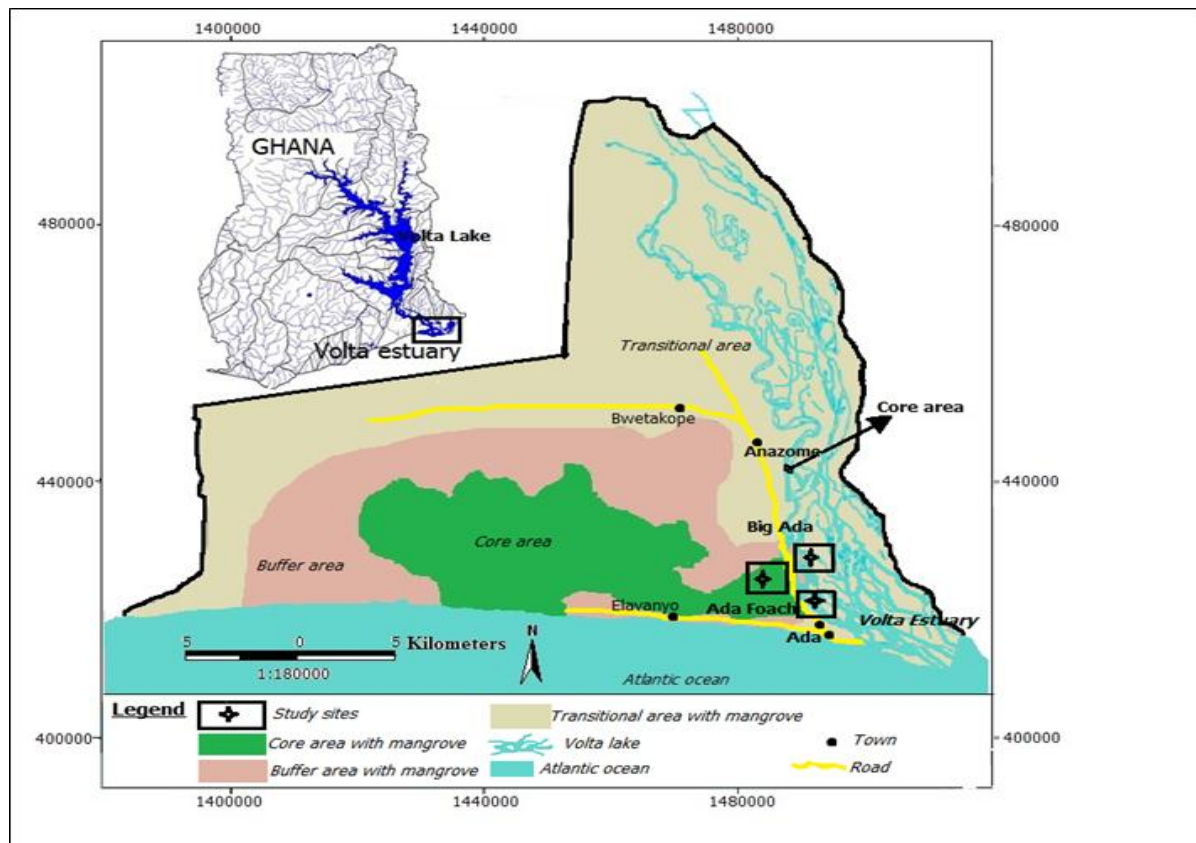 1400000 1440000 1480000
GHANA
480000 480000
Volta Lake
Volta estuary
Transitional area
Core area
Bwetakope
Anazome
440000 440000
Big Ada
Core area
Buffer area
Elavanyo
Ada Foach
Volta Estuary
Ada
5 0 5 Kilometers
N
1:180000
Atlantic ocean
Legend
Study sites
Transitional area with mangrove
Core area with mangrove
Volta lake
Town
400000 400000
Buffer area with mangrove
Atlantic ocean
Road
1400000 1440000 1480000